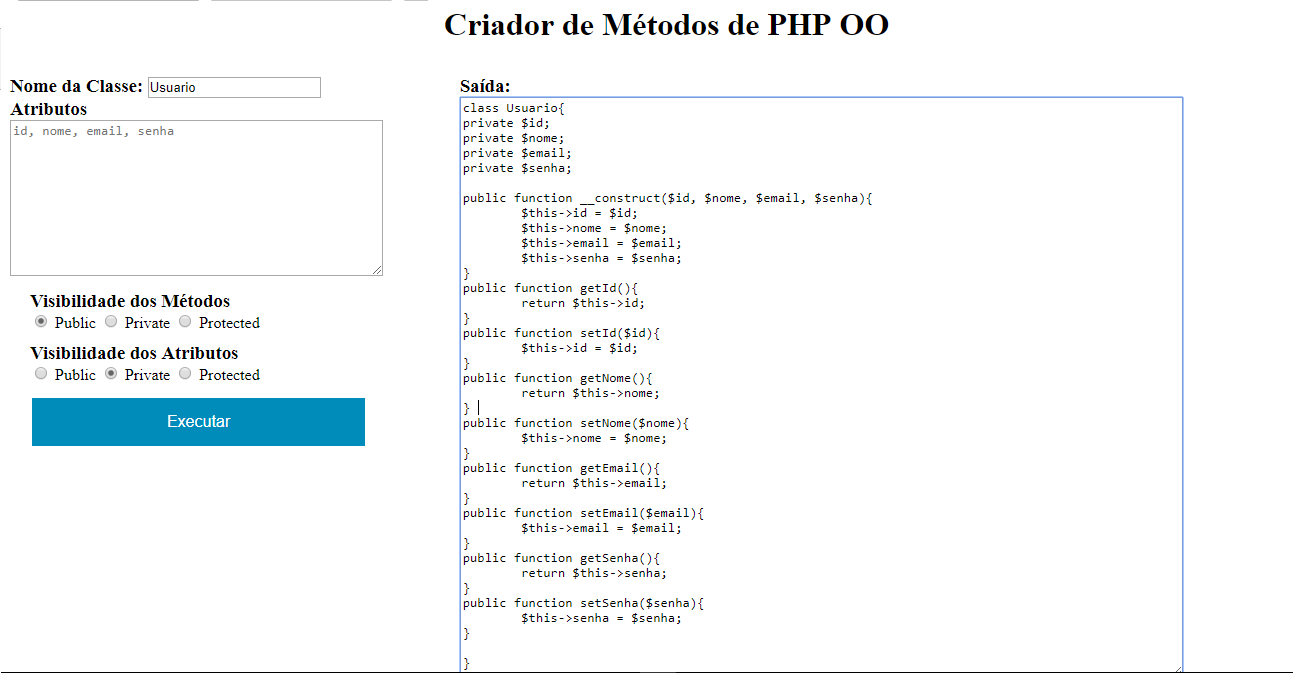 Criador de Métodos de PHP OO
Nome da Classe: Usuario
Atributos
id, nome, email, senha
Visibilidade dos Métodos
Public Private Protected
Visibilidade dos Atributos
Public Private Protected
Executar
Saída:
class Usuario{
private $id;
private $nome;
private $email;
private $senha;
public function __construct($id, $nome, $email, $senha){
$this->id = $id;
$this->nome = $nome;
$this->email = $email;
$this->senha = $senha;
}
public function getId(){
return $this->id;
}
public function setId($id){
$this->id = $id;
}
public function getNome(){
return $this->nome;
}
public function setNome($nome){
$this->nome = $nome;
}
public function getEmail(){
return $this->email;
}
public function setEmail($email){
$this->email = $email;
}
public function getSenha(){
return $this->senha;
}
public function setSenha($senha){
$this->senha = $senha;
}
}